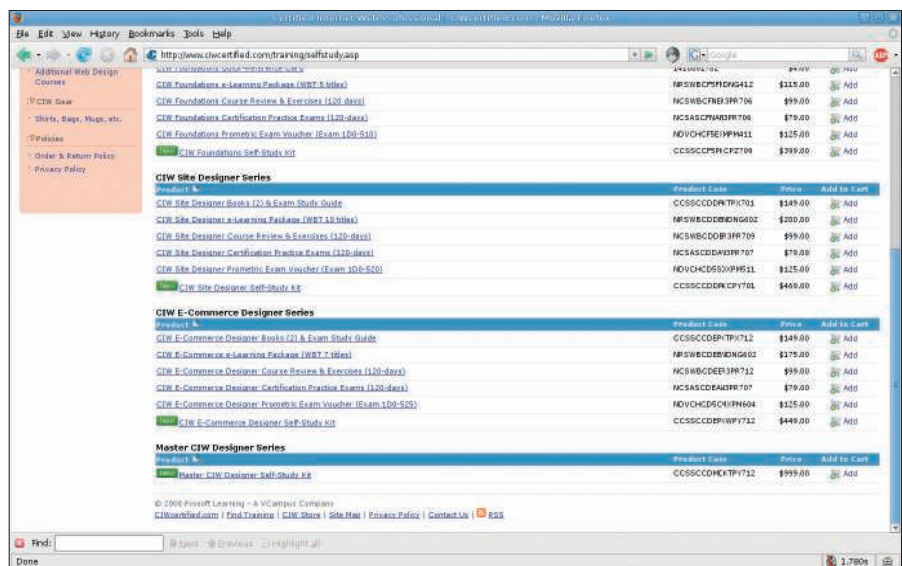 Certified Internet Web Professional | CIWcertified.com - Mozilla Firefox
File Edit View History Bookmarks Tools Help
http://www.ciwcertified.com/training/selfstudy.asp
Google
Additional Web Design Courses
CIW Gear
Shirts, Bags, Mugs, etc.
Policies
Order & Return Policy
Privacy Policy
CIW Foundations Quick Reference Card Add
CIW Foundations e-Learning Package (WBT 5 titles) $115.00 Add
CIW Foundations Course Review & Exercises (120 days) $99.00 Add
CIW Foundations Certification Practice Exams (120 days) $79.00 Add
CIW Foundations Prometric Exam Voucher (Exam 1D0-510) $125.00 Add
CIW Foundations Self-Study Kit $399.00 Add
CIW Site Designer Series
Product Product Code Price Add to Cart
CIW Site Designer Books (2) & Exam Study Guide $149.00 Add
CIW Site Designer e-Learning Package (WBT 10 titles) $200.00 Add
CIW Site Designer Course Review & Exercises (120-days) $99.00 Add
CIW Site Designer Certification Practice Exams (120-days) $79.00 Add
CIW Site Designer Prometric Exam Voucher (Exam 1D0-520) $125.00 Add
CIW Site Designer Self-Study Kit $469.00 Add
CIW E-Commerce Designer Series
Product Product Code Price Add to Cart
CIW E-Commerce Designer Books (2) & Exam Study Guide $149.00 Add
CIW E-Commerce e-Learning Package (WBT 7 titles) $175.00 Add
CIW E-Commerce Designer Course Review & Exercises (120-days) $99.00 Add
CIW E-Commerce Designer Certification Practice Exams (120-days) $79.00 Add
CIW E-Commerce Designer Prometric Exam Voucher (Exam 1D0-525) $125.00 Add
CIW E-Commerce Designer Self-Study Kit $449.00 Add
Master CIW Designer Series
Product Product Code Price Add to Cart
Master CIW Designer Self-Study Kit $999.00 Add
Prosoft Learning - A VCampus Company
CIWcertified.com | Find Training | CIW Store | Site Map | Privacy Policy | Contact Us | RSS
Find: Next Previous Highlight all
Done 1.780s